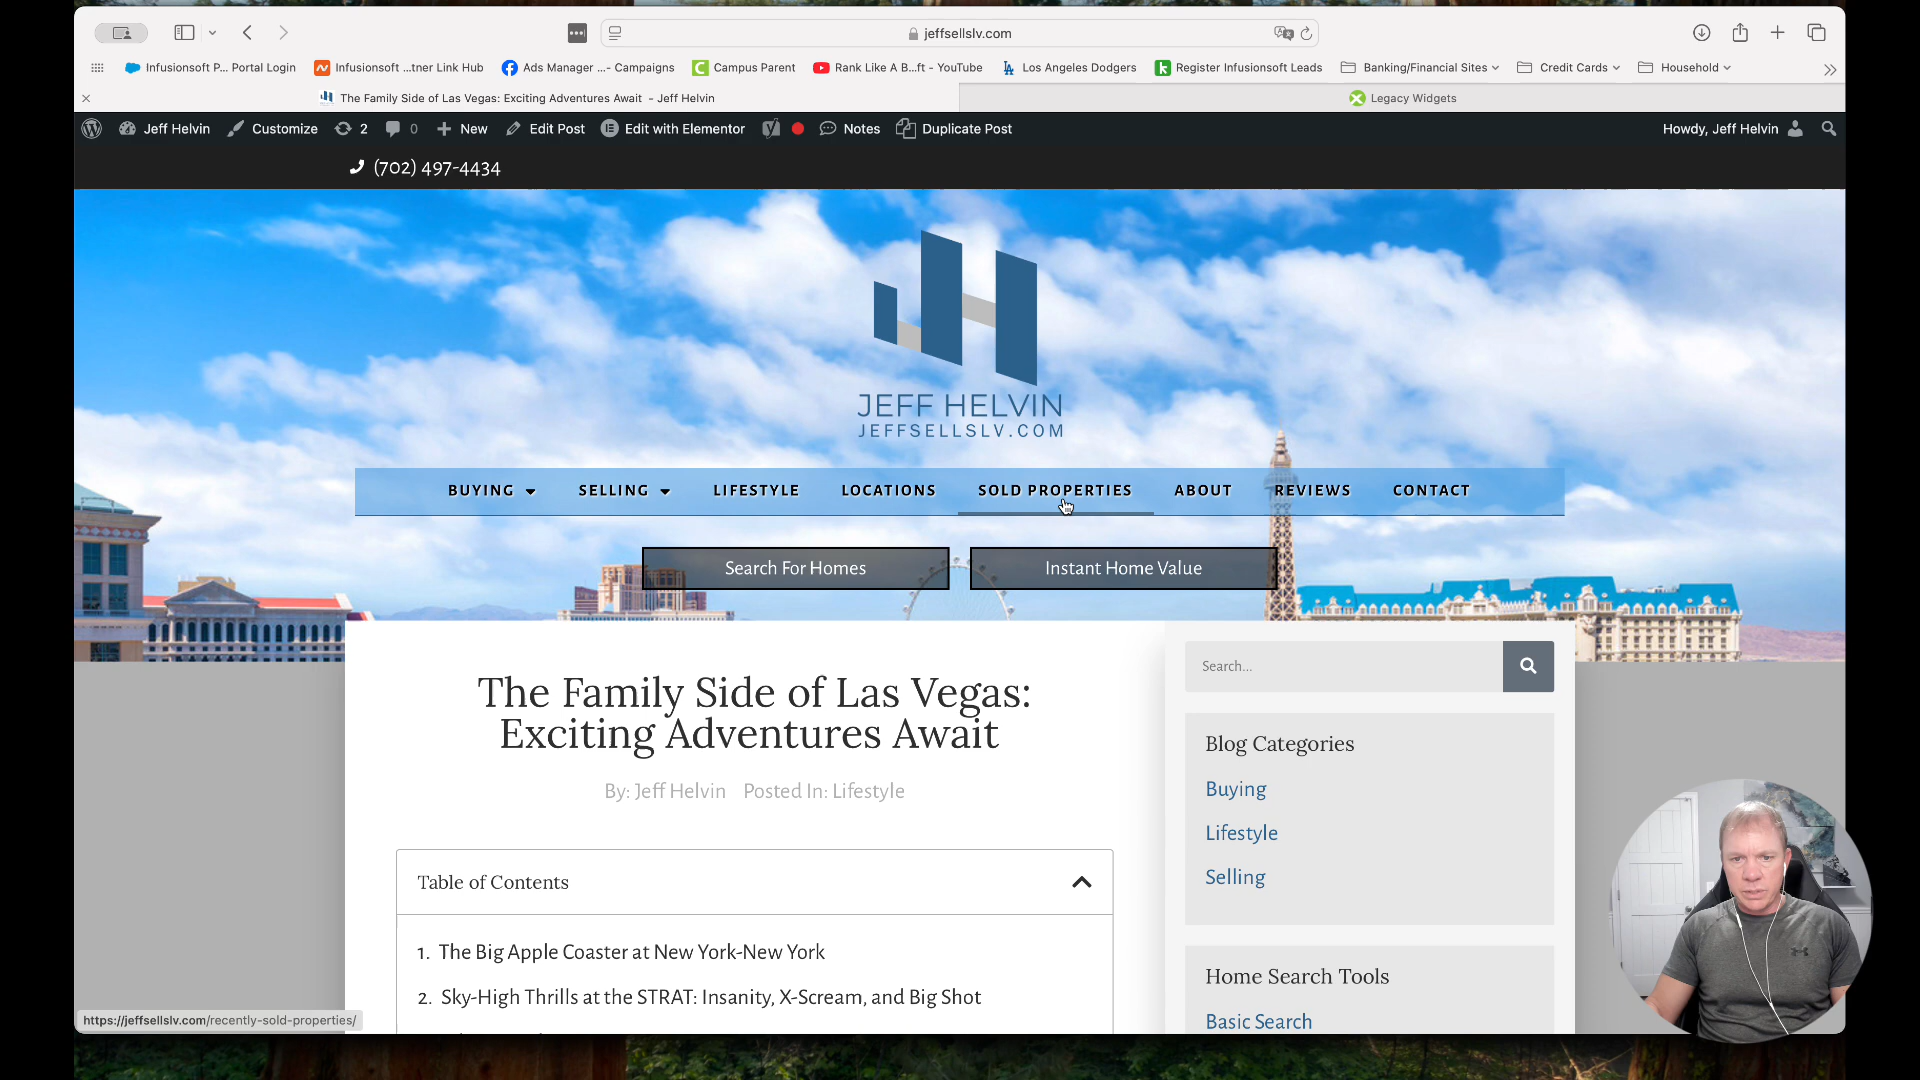 jeffsellslv.com
Infusionsoft P... Portal Login
Infusionsoft ...tner Link Hub
Ads Manager ...- Campaigns
Campus Parent
Rank Like A B...ft - YouTube
Los Angeles Dodgers
Register Infusionsoft Leads
Banking/Financial Sites
Credit Cards
Household
The Family Side of Las Vegas: Exciting Adventures Await - Jeff Helvin
Legacy Widgets
Jeff Helvin
Customize
2
0
New
Edit Post
Edit with Elementor
Notes
Duplicate Post
Howdy, Jeff Helvin
(702) 497-4434
JEFF HELVIN
JEFFSELLSLV.COM
BUYING
SELLING
LIFESTYLE
LOCATIONS
SOLD PROPERTIES
ABOUT
REVIEWS
CONTACT
Search For Homes
Instant Home Value
The Family Side of Las Vegas:
Exciting Adventures Await
By: Jeff Helvin Posted In: Lifestyle
Table of Contents
1. The Big Apple Coaster at New York-New York
2. Sky-High Thrills at the STRAT: Insanity, X-Scream, and Big Shot
Search...
Blog Categories
Buying
Lifestyle
Selling
Home Search Tools
Basic Search
https://jeffsellslv.com/recently-sold-properties/